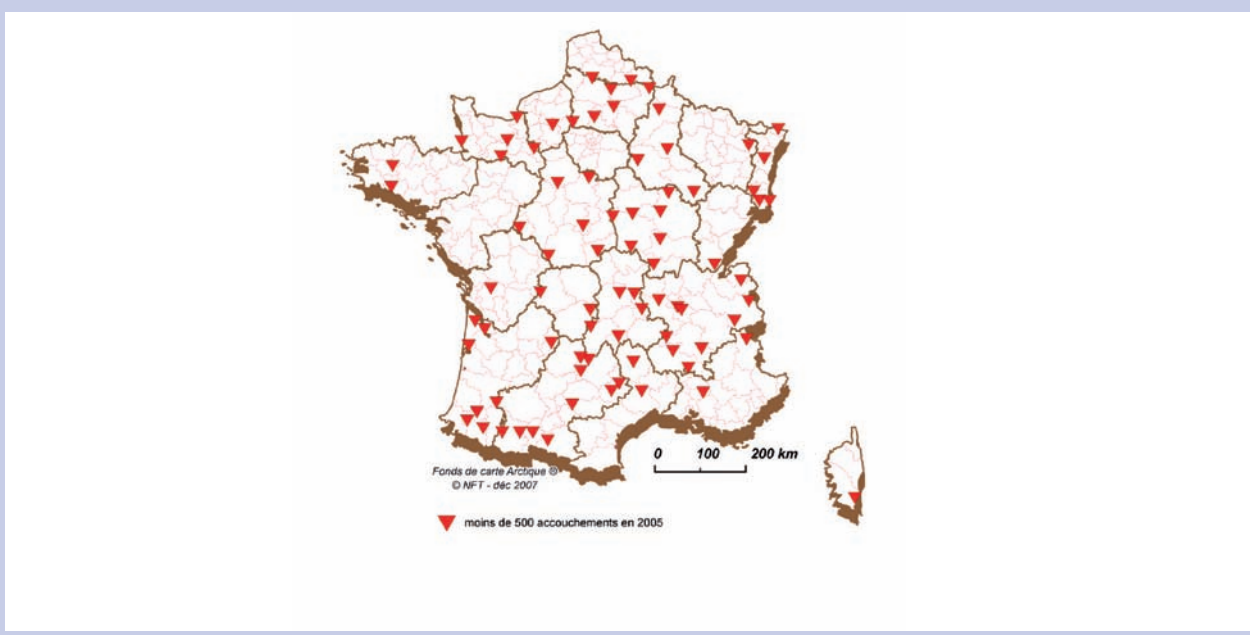 0 100 200 km
Fonds de carte Arctique ®
© NFT - déc 2007
moins de 500 accouchements en 2005